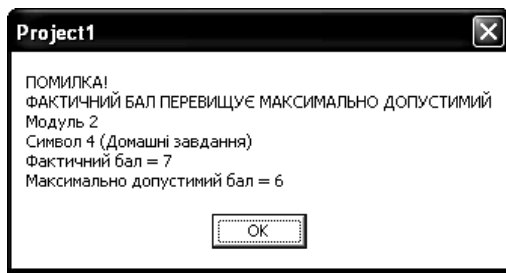 Project1
ПОМИЛКА!
ФАКТИЧНИЙ БАЛ ПЕРЕВИЩУЄ МАКСИМАЛЬНО ДОПУСТИМИЙ
Модуль 2
Символ 4 (Домашні завдання)
Фактичний бал = 7
Максимально допустимий бал = 6
OK